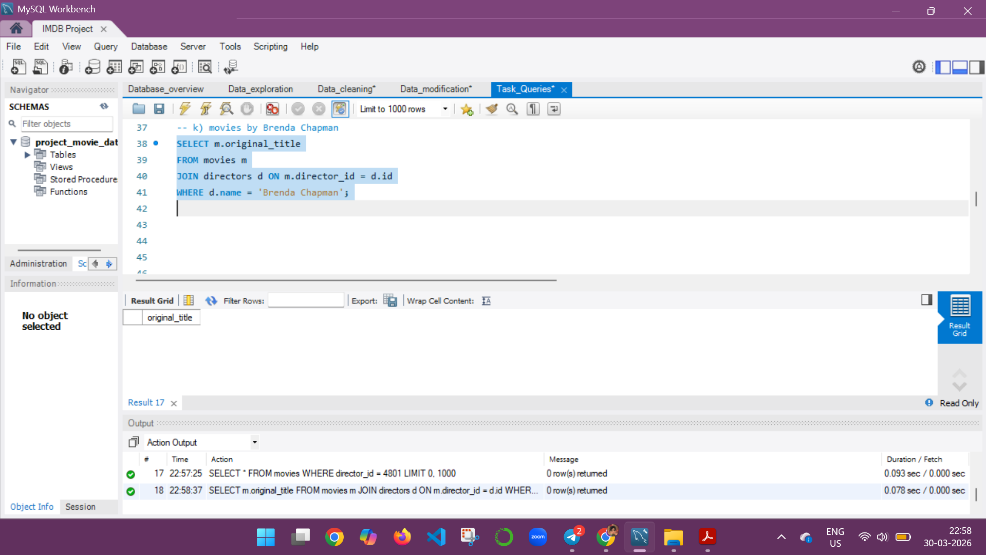 MySQL Workbench
IMDB Project
File Edit View Query Database Server Tools Scripting Help
Navigator
SCHEMAS
Filter objects
project_movie_dat
Tables
Views
Stored Procedure
Functions
Administration Sc
Information
No object
selected
Object Info Session
Database_overview Data_exploration Data_cleaning* Data_modification* Task_Queries*
Limit to 1000 rows
37 -- k) movies by Brenda Chapman
38 SELECT m.original_title
39 FROM movies m
40 JOIN directors d ON m.director_id = d.id
41 WHERE d.name = 'Brenda Chapman';
42
43
44
45
46
Result Grid Filter Rows: Export: Wrap Cell Content:
original_title
Result
Grid
Result 17
Read Only
Output
Action Output
# Time Action Message Duration / Fetch
17 22:57:25 SELECT * FROM movies WHERE director_id = 4801 LIMIT 0, 1000 0 row(s) returned 0.093 sec / 0.000 sec
18 22:58:37 SELECT m.original_title FROM movies m JOIN directors d ON m.director_id = d.id WHER... 0 row(s) returned 0.078 sec / 0.000 sec
zoom
2
ENG
US
22:58
30-03-2026